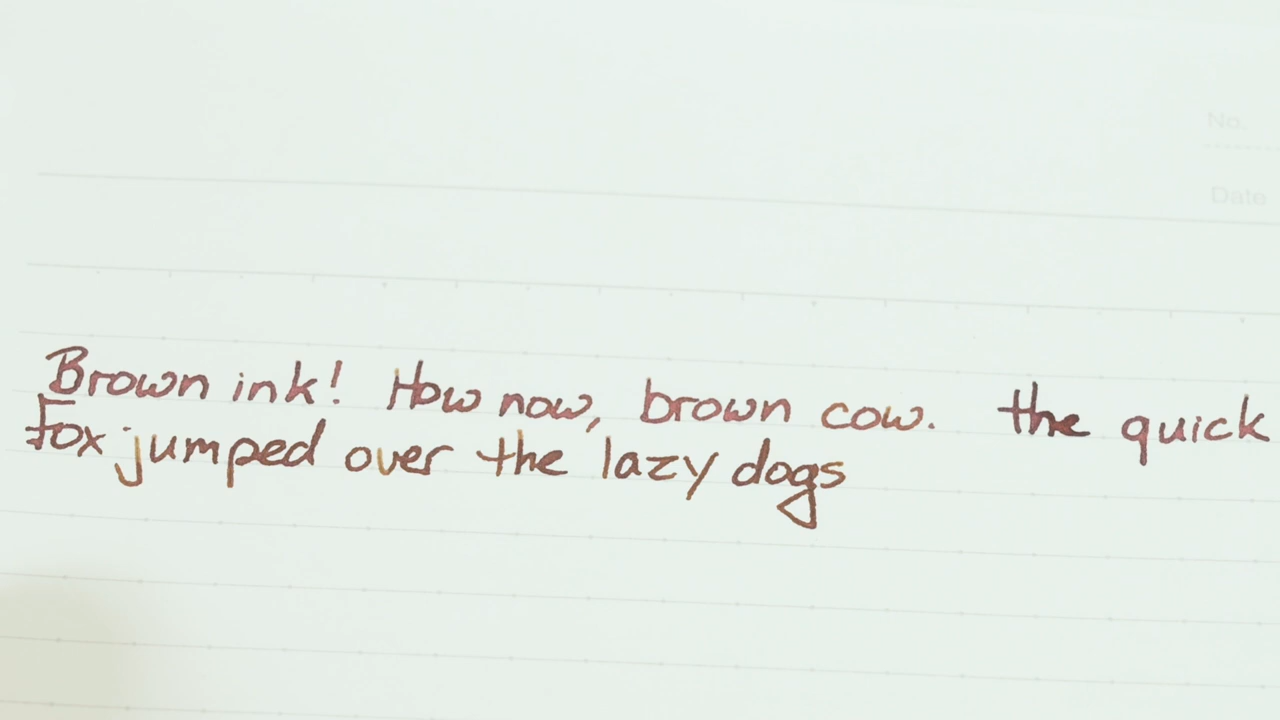 No.
Date
Brown ink! How now, brown cow. the quick
Fox jumped over the lazy dogs